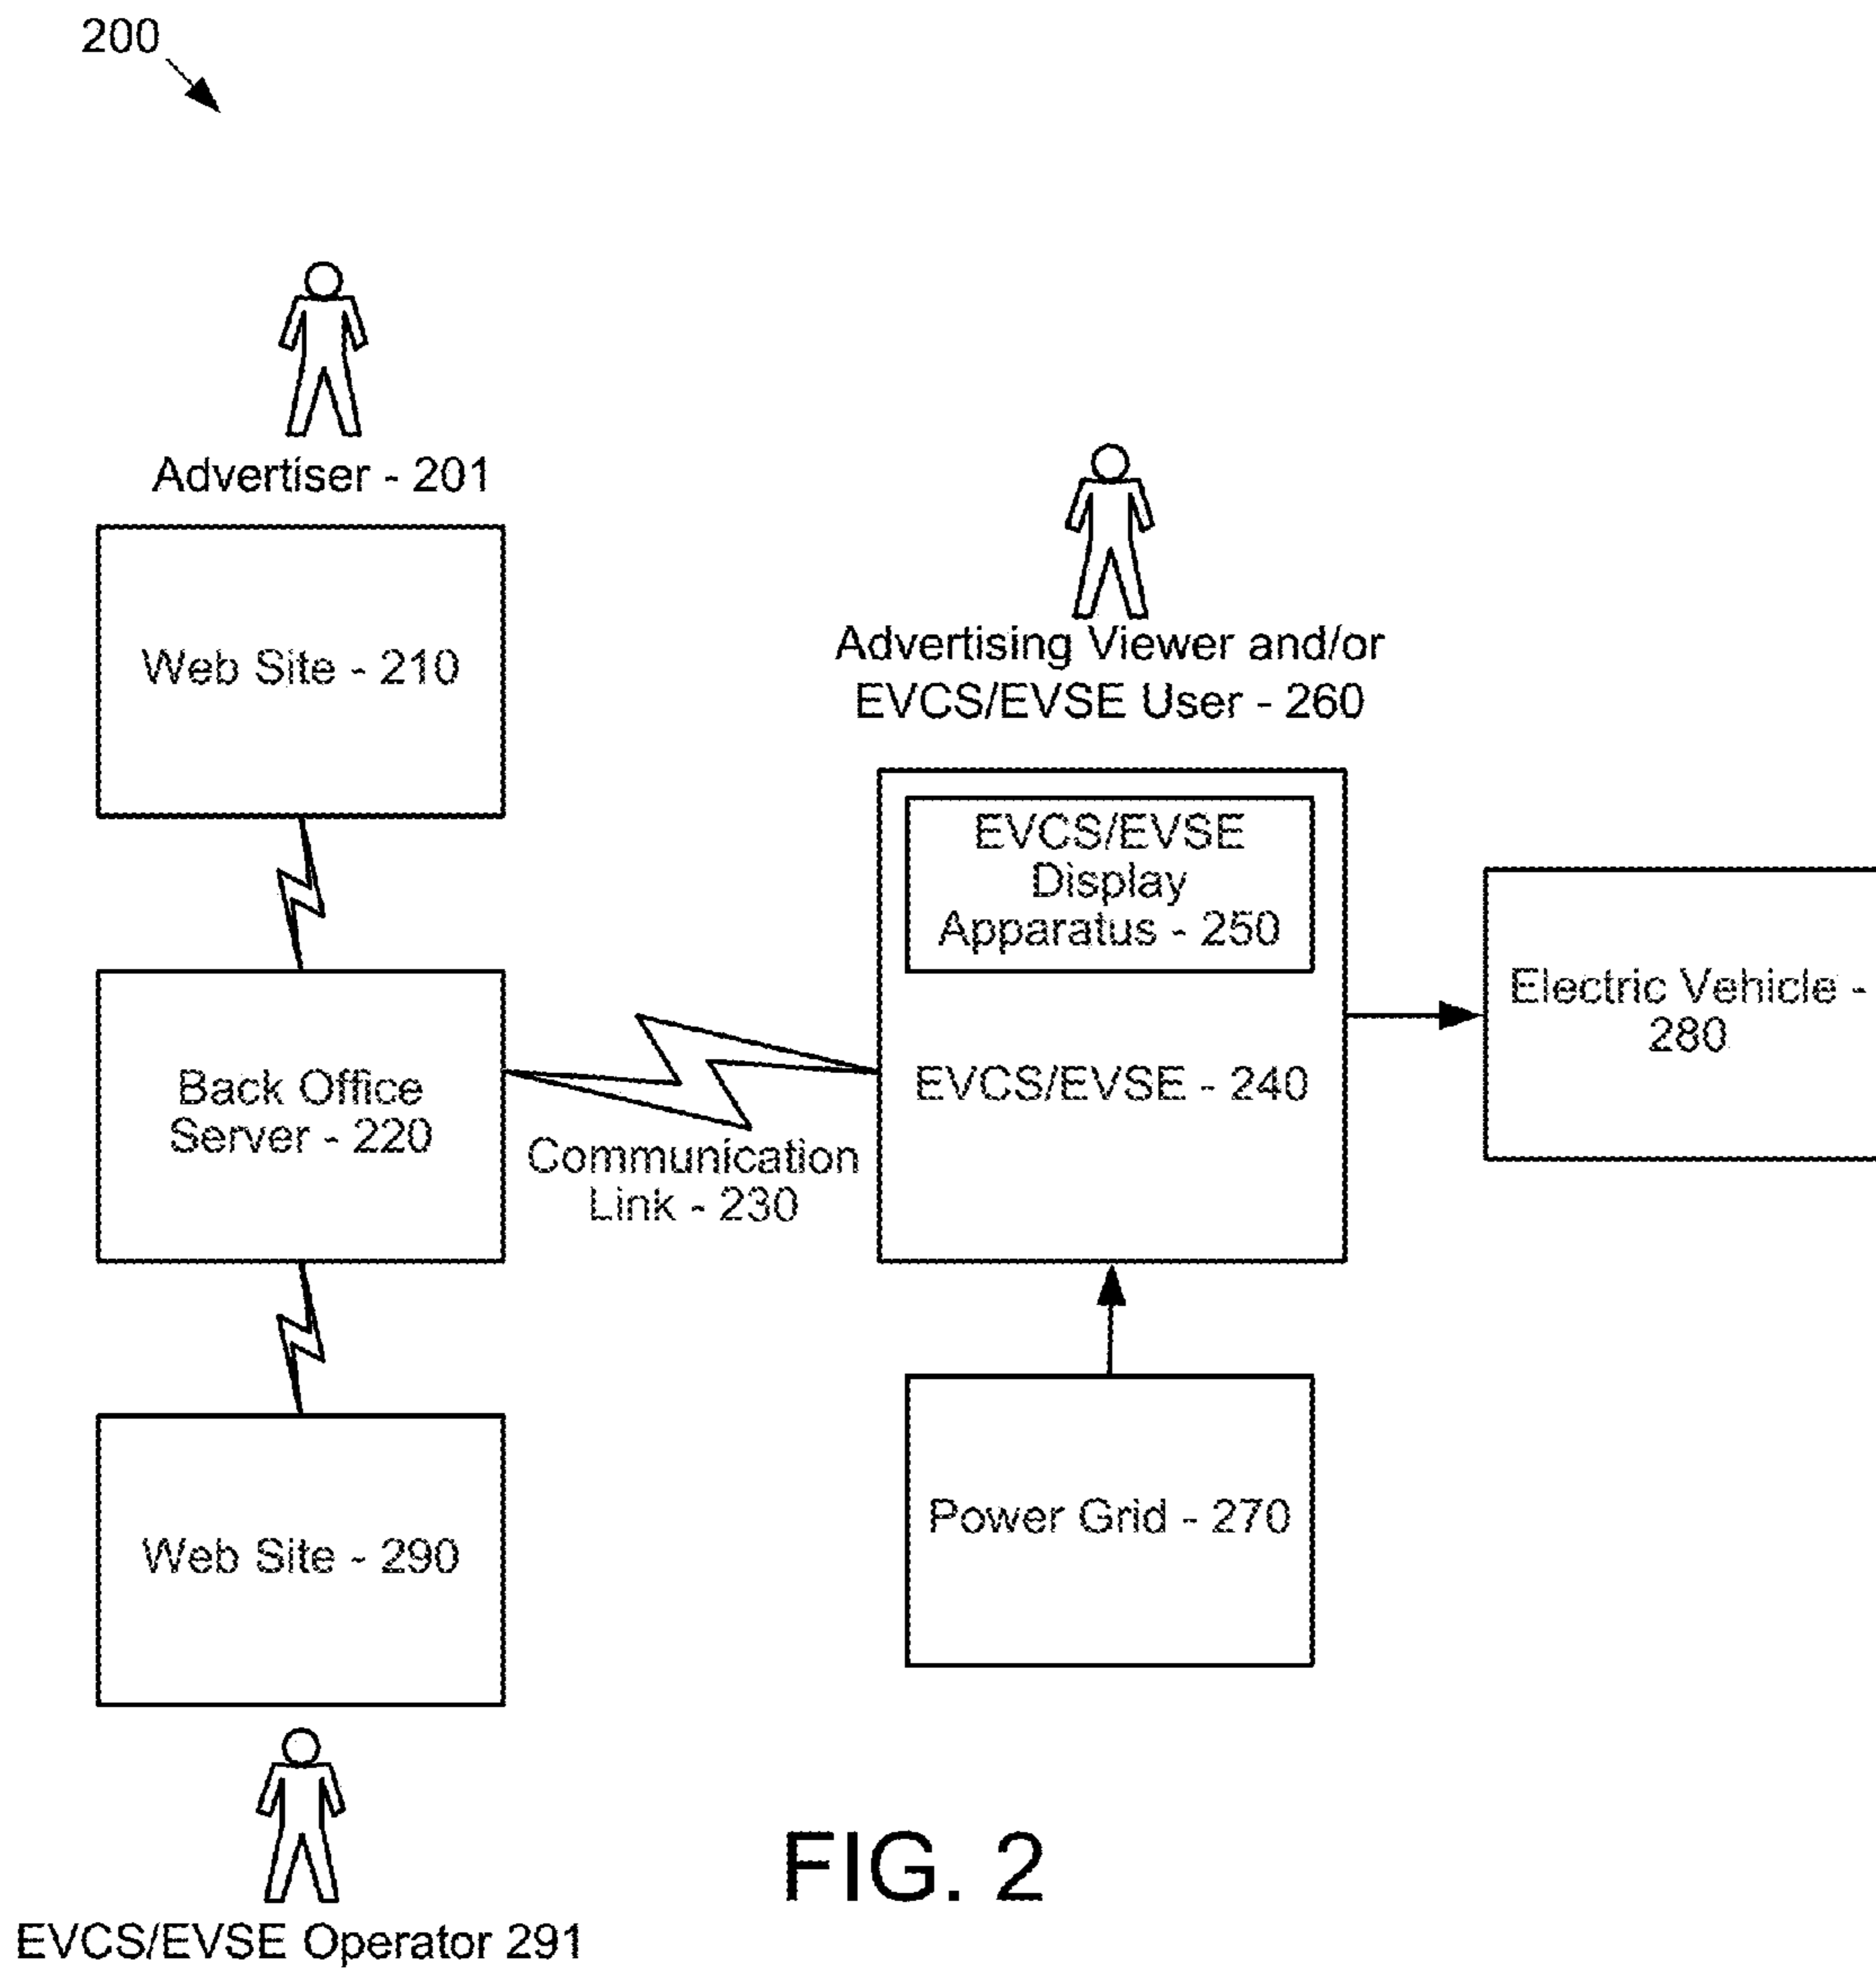 200
Advertiser - 201
Web Site - 210
Advertising Viewer and/or
EVCS/EVSE User - 260
EVCS/EVSE
Display
Apparatus - 250
Electric Vehicle -
280
Back Office
Server - 220
EVCS/EVSE - 240
Communication
Link - 230
Web Site - 290
Power Grid - 270
EVCS/EVSE Operator 291
FIG. 2